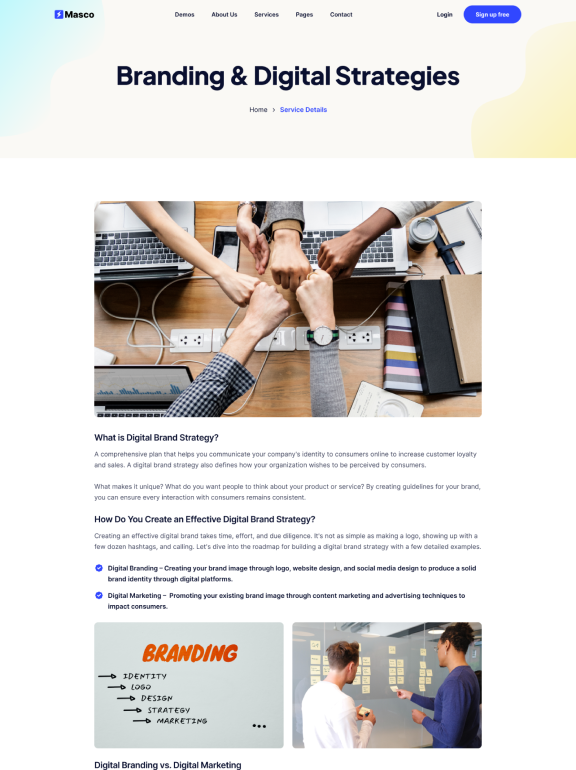 Masco
Demos
About Us
Services
Pages
Contact
Login
Sign up free
Branding & Digital Strategies
Home > Service Details
What is Digital Brand Strategy?
A comprehensive plan that helps you communicate your company's identity to consumers online to increase customer loyalty
and sales. A digital brand strategy also defines how your organization wishes to be perceived by consumers.
What makes it unique? What do you want people to think about your product or service? By creating guidelines for your brand,
you can ensure every interaction with consumers remains consistent.
How Do You Create an Effective Digital Brand Strategy?
Creating an effective digital brand takes time, effort, and due diligence. It's not as simple as making a logo, showing up with a
few dozen hashtags, and calling. Let's dive into the roadmap for building a digital brand strategy with a few detailed examples.
Digital Branding – Creating your brand image through logo, website design, and social media design to produce a solid
brand identity through digital platforms.
Digital Marketing – Promoting your existing brand image through content marketing and advertising techniques to
impact consumers.
BRANDING
IDENTITY
LOGO
DESIGN
STRATEGY
MARKETING
Digital Branding vs. Digital Marketing